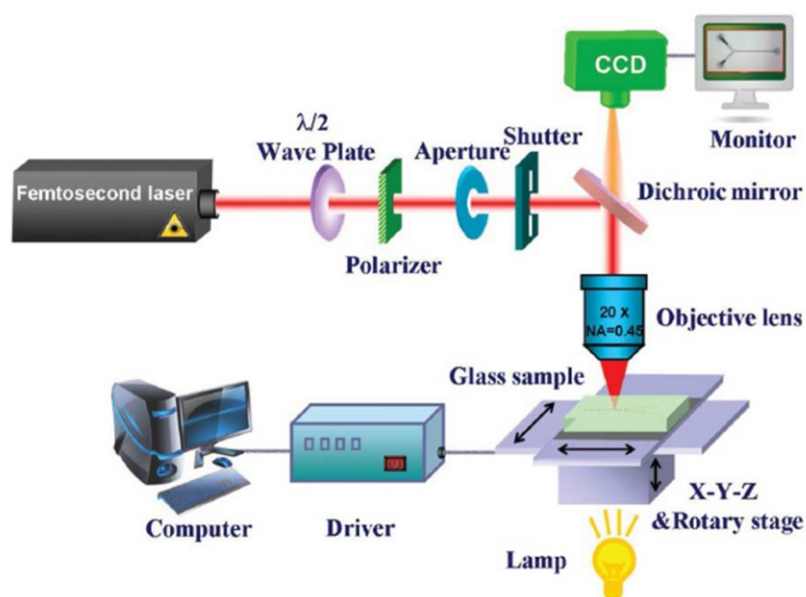 CCD
Monitor
λ/2
Wave Plate
Aperture
Shutter
Femtosecond laser
Dichroic mirror
Polarizer
20 X
NA=0.45
Objective lens
Glass sample
X-Y-Z
&Rotary stage
Computer
Driver
Lamp